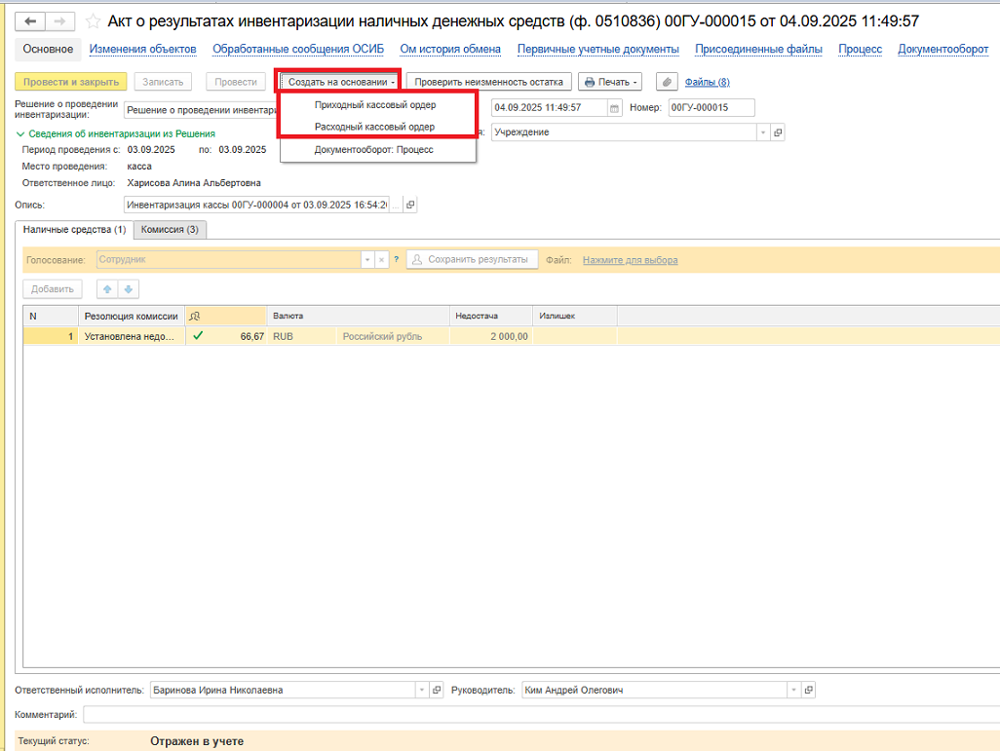 Акт о результатах инвентаризации наличных денежных средств (ф. 0510836) 00ГУ-000015 от 04.09.2025 11:49:57
Основное Изменения объектов Обработанные сообщения ОСИБ Ом история обмена Первичные учетные документы Присоединенные файлы Процесс Документооборот
Провести и закрыть Записать Провести Создать на основании Проверить неизменность остатка Печать Файлы (8)
Приходный кассовый ордер
Расходный кассовый ордер
Документооборот: Процесс
Решение о проведении
инвентаризации:
Решение о проведении инвентари
04.09.2025 11:49:57 Номер: 00ГУ-000015
Сведения об инвентаризации из Решения
я: Учреждение
Период проведения с: 03.09.2025 по: 03.09.2025
Место проведения: касса
Ответственное лицо: Харисова Алина Альбертовна
Опись: Инвентаризация кассы 00ГУ-000004 от 03.09.2025 16:54:2 ...
Наличные средства (1) Комиссия (3)
Голосование: Сотрудник ? Сохранить результаты Файл: Нажмите для выбора
Добавить
N Резолюция комиссии Валюта Недостача Излишек
1 Установлена недо... 66,67 RUB Российский рубль 2 000,00
Ответственный исполнитель: Баринова Ирина Николаевна Руководитель: Ким Андрей Олегович
Комментарий:
Текущий статус: Отражен в учете